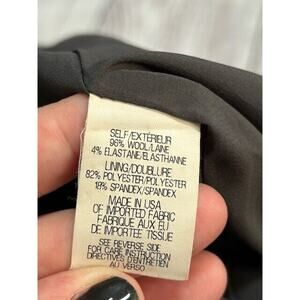 SELF/EXTÉRIEUR
96% WOOL/LAINE
4% ELASTANE/ELASTHANNE
LINING/DOUBLURE
82% POLYESTER/POLYESTER
18% SPANDEX/SPANDEX
MADE IN USA
OF IMPORTED FABRIC
FABRIQUE AUX EU
DE IMPORTÉE TISSUE
SEE REVERSE SIDE
FOR CARE INSTRUCTION
DIRECTIVES D'ENTRETIEN
AU VERSO